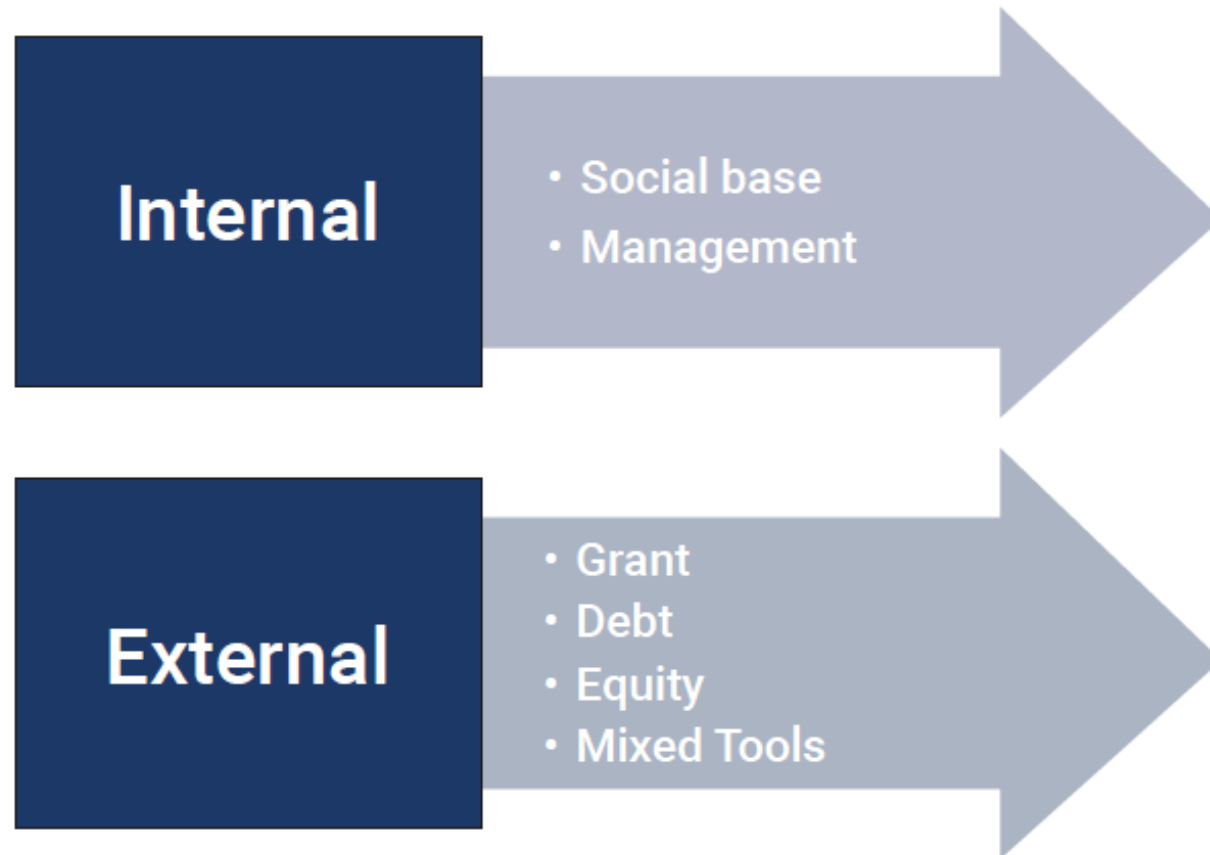 Internal
• Social base
• Management
External
• Grant
• Debt
• Equity
• Mixed Tools